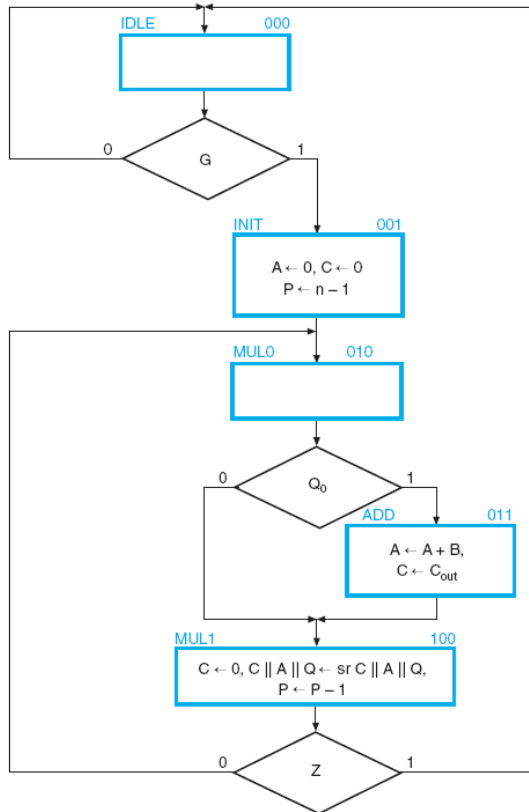 IDLE 000
0 G 1
INIT 001
A ← 0, C ← 0
P ← n – 1
MUL0 010
0 Q₀ 1
ADD 011
A ← A + B,
C ← Cout
MUL1 100
C ← 0, C || A || Q ← sr C || A || Q,
P ← P – 1
0 Z 1